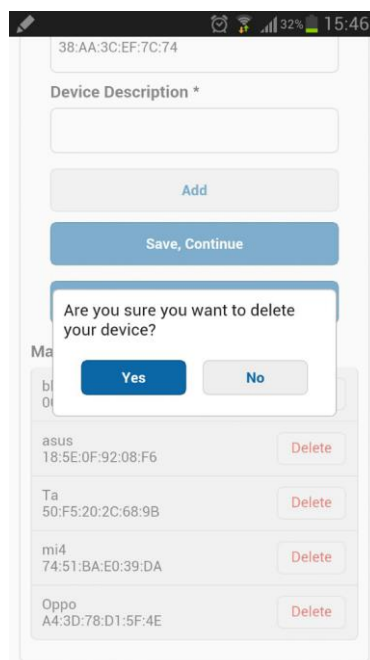 32% 15:46
38:AA:3C:EF:7C:74
Device Description *
Add
Save, Continue
Are you sure you want to delete
your device?
Yes No
asus
18:5E:0F:92:08:F6
Delete
Ta
50:F5:20:2C:68:9B
Delete
mi4
74:51:BA:E0:39:DA
Delete
Oppo
A4:3D:78:D1:5F:4E
Delete